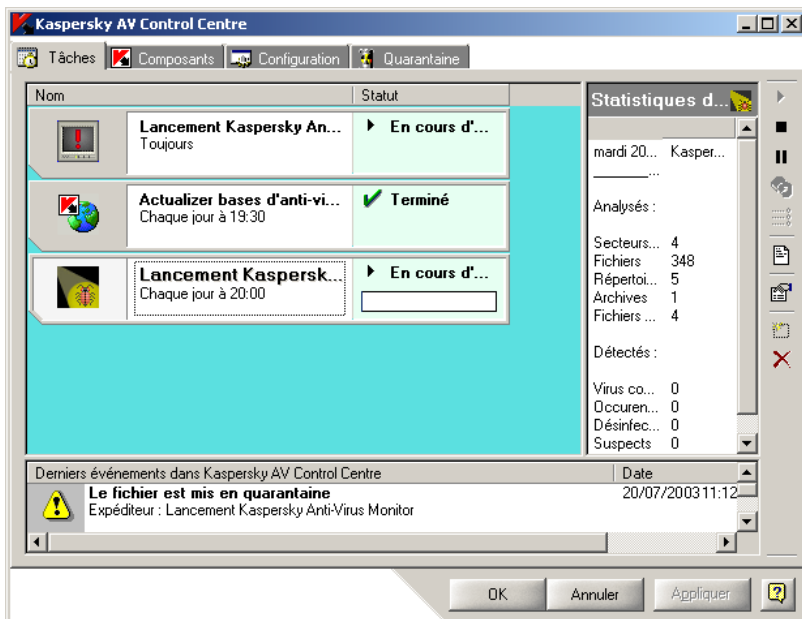 Kaspersky AV Control Centre
Tâches Composants Configuration Quarantaine
Nom Statut
Lancement Kaspersky An... En cours d'...
Toujours
Actualizer bases d'anti-vi... Terminé
Chaque jour à 19:30
Lancement Kaspersk... En cours d'...
Chaque jour à 20:00
Statistiques d...
mardi 20... Kasper...
_______...
Analysés :
Secteurs... 4
Fichiers 348
Répertoi... 5
Archives 1
Fichiers ... 4
Détectés :
Virus co... 0
Occuren... 0
Désinfec... 0
Suspects 0
Derniers événements dans Kaspersky AV Control Centre Date
Le fichier est mis en quarantaine 20/07/200311:12
Expéditeur : Lancement Kaspersky Anti-Virus Monitor
OK Annuler Appliquer